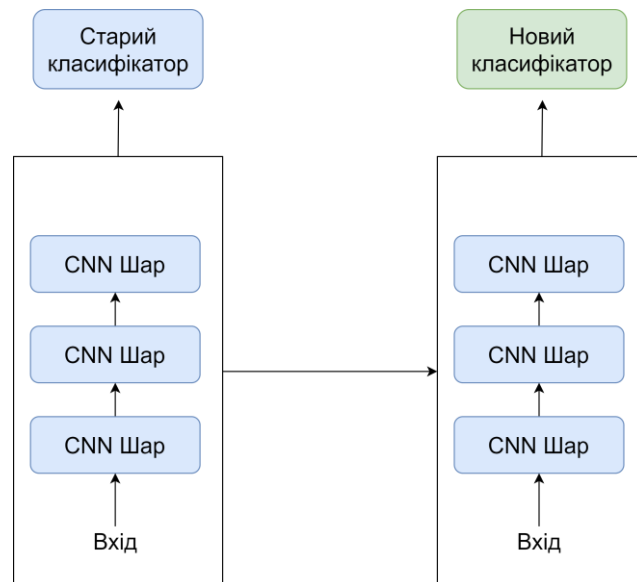 Старий
класифікатор
Новий
класифікатор
CNN Шар
CNN Шар
CNN Шар
Вхід
CNN Шар
CNN Шар
CNN Шар
Вхід